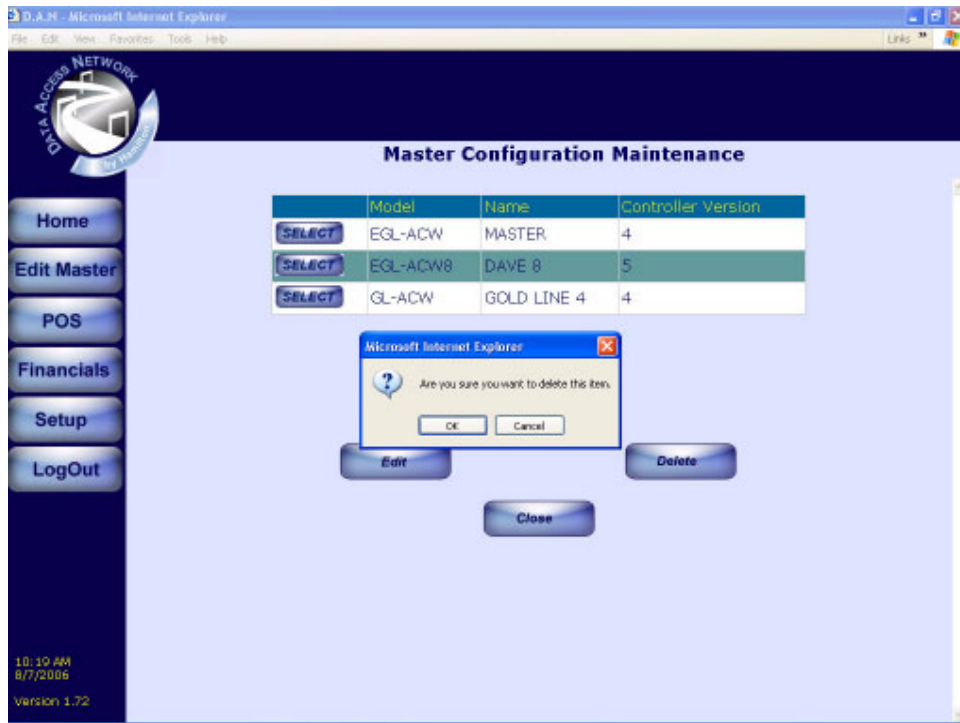 D.A.N - Microsoft Internet Explorer
File Edit View Favorites Tools Help
Links »
DATA ACCESS NETWORK
by Hamilton
Master Configuration Maintenance
Model Name Controller Version
SELECT EGL-ACW MASTER 4
SELECT EGL-ACW8 DAVE 8 5
SELECT GL-ACW GOLD LINE 4 4
Home
Edit Master
POS
Financials
Setup
LogOut
Microsoft Internet Explorer
Are you sure you want to delete this item.
OK Cancel
Edit Delete
Close
10:19 AM
8/7/2006
Version 1.72